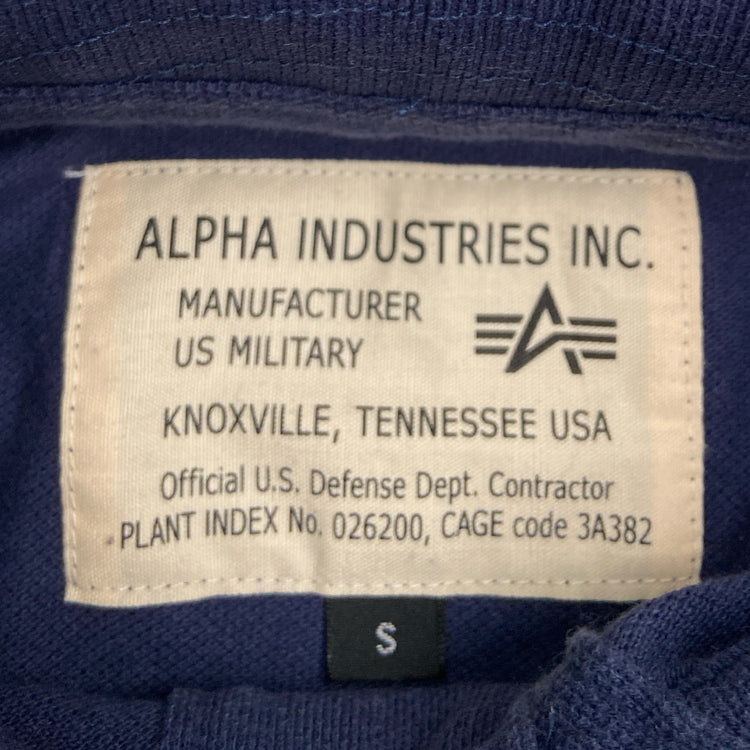 ALPHA INDUSTRIES INC.
MANUFACTURER
US MILITARY
KNOXVILLE, TENNESSEE USA
Official U.S. Defense Dept. Contractor
PLANT INDEX No. 026200, CAGE code 3A382
S